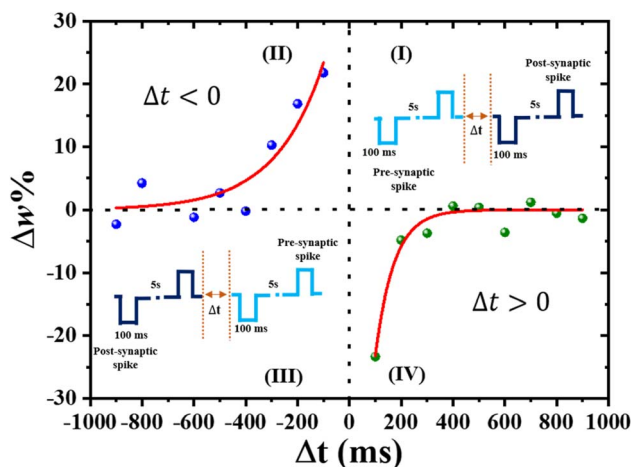 30
20
10
0
-10
-20
-30
Δw%
(II)
(I)
Δt < 0
Post-synaptic
spike
5s
5s
Δt
100 ms
100 ms
Pre-synaptic
spike
Pre-synaptic
spike
5s
5s
Δt
100 ms
100 ms
Post-synaptic
spike
Δt > 0
(III)
(IV)
-1000 -800 -600 -400 -200 0 200 400 600 800 1000
Δt (ms)